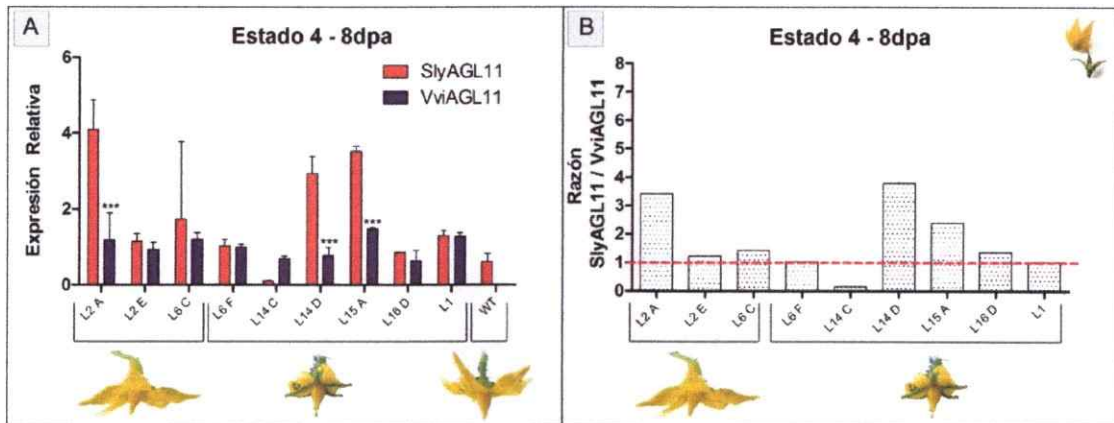 A
Estado 4 - 8dpa
Expresión Relativa
6
4
2
0
SlyAGL11
VviAGL11
***
***
***
L2 A
L2 E
L6 C
L6 F
L14 C
L14 D
L15 A
L16 D
L1
WT
B
Estado 4 - 8dpa
Razón
SlyAGL11 / VviAGL11
8
7
6
5
4
3
2
1
0
L2 A
L2 E
L6 C
L6 F
L14 C
L14 D
L15 A
L16 D
L1